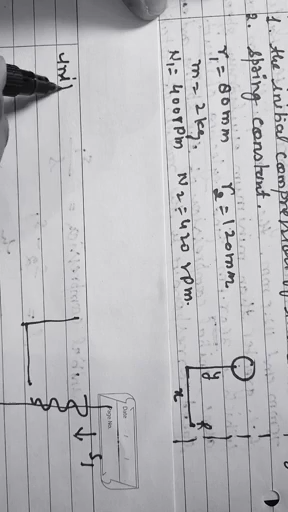 1. the initial compression of
2. Spring constant.
r1 = 80mm r2 = 120mm
m = 2kg.
N1 = 400rpm N2 = 420 rpm.
y
x
Date
Page No.
S1